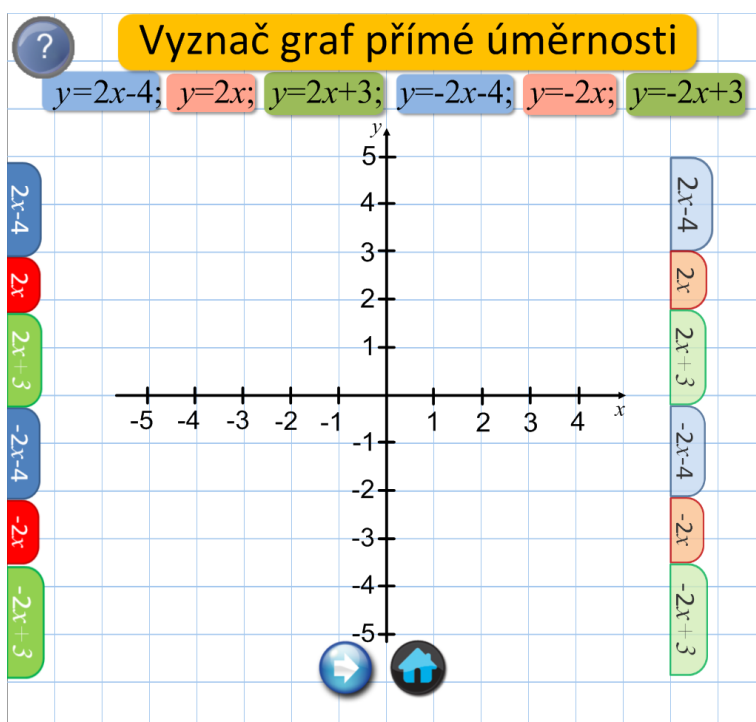 ?
Vyznač graf přímé úměrnosti
y=2x-4; y=2x; y=2x+3; y=-2x-4; y=-2x; y=-2x+3
y
5
4
3
2
1
-5 -4 -3 -2 -1 1 2 3 4 x
-1
-2
-3
-4
-5
2x-4
2x
2x+3
-2x-4
-2x
-2x+3
2x-4
2x
2x+3
-2x-4
-2x
-2x+3